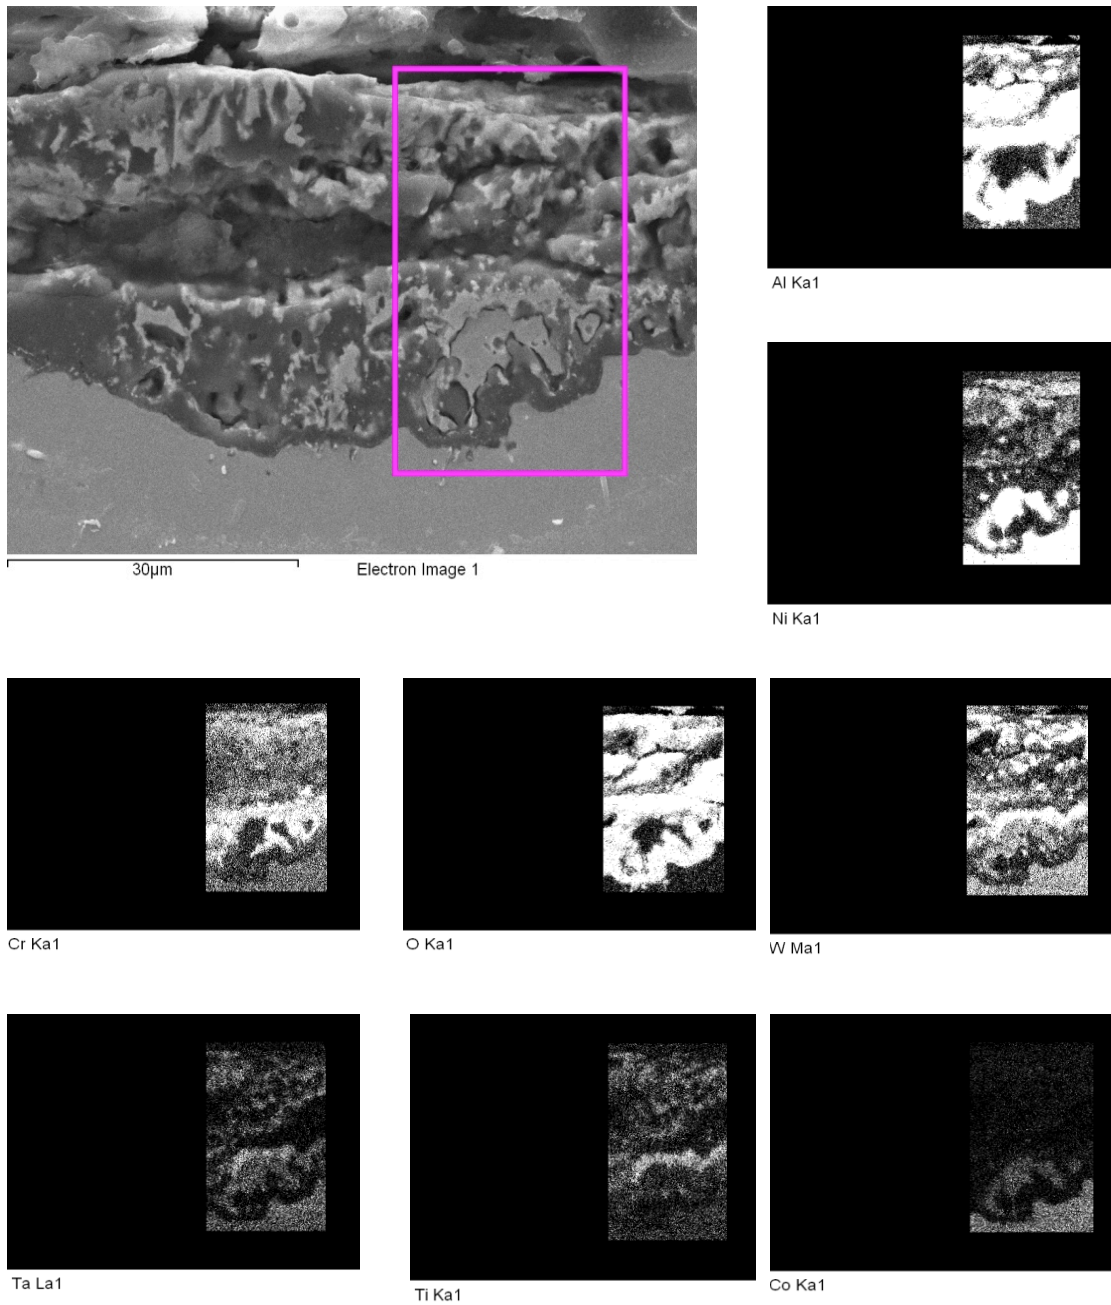 Al Ka1
30µm
Electron Image 1
Ni Ka1
Cr Ka1
O Ka1
W Ma1
Ta La1
Ti Ka1
Co Ka1